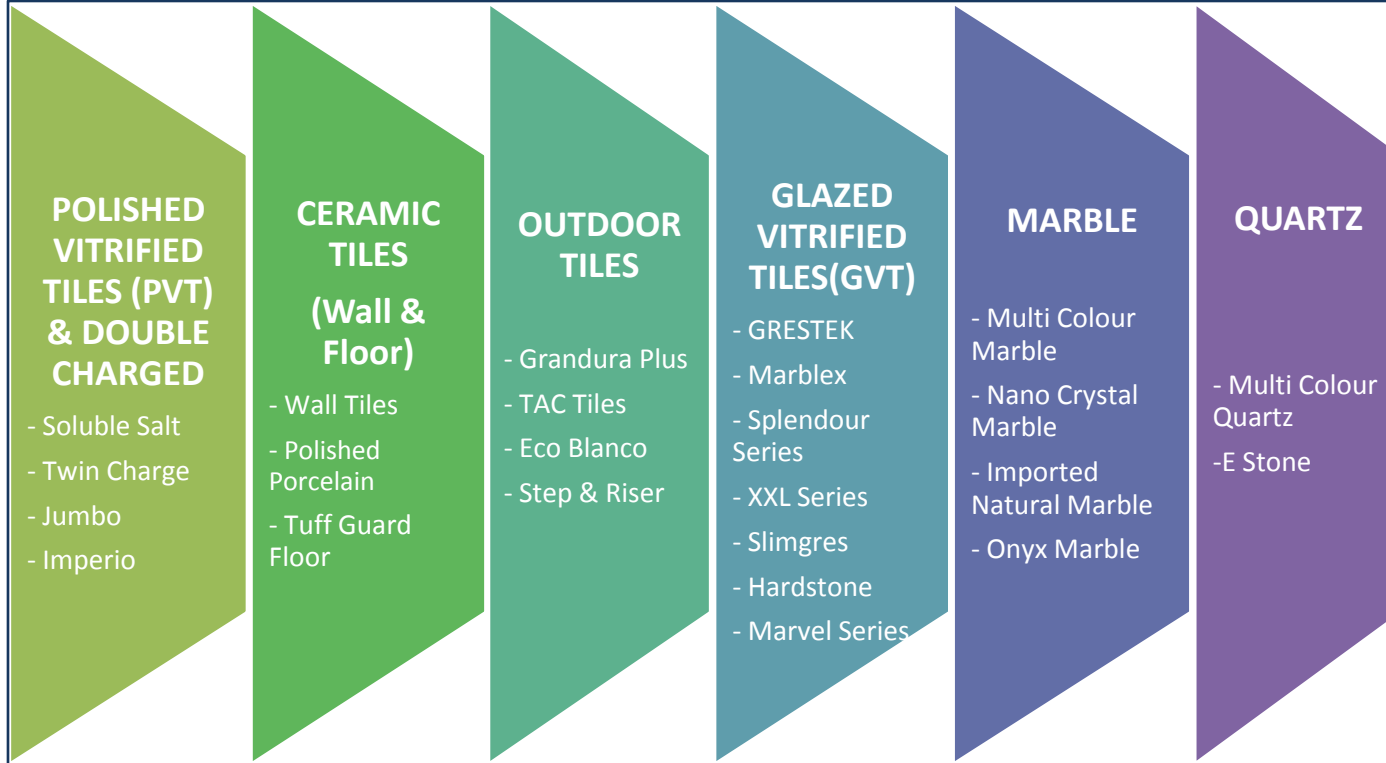 POLISHED
VITRIFIED
TILES (PVT)
& DOUBLE
CHARGED
- Soluble Salt
- Twin Charge
- Jumbo
- Imperio
CERAMIC
TILES
(Wall &
Floor)
- Wall Tiles
- Polished
Porcelain
- Tuff Guard
Floor
OUTDOOR
TILES
- Grandura Plus
- TAC Tiles
- Eco Blanco
- Step & Riser
GLAZED
VITRIFIED
TILES(GVT)
- GRESTEK
- Marblex
- Splendour
Series
- XXL Series
- Slimgres
- Hardstone
- Marvel Series
MARBLE
- Multi Colour
Marble
- Nano Crystal
Marble
- Imported
Natural Marble
- Onyx Marble
QUARTZ
- Multi Colour
Quartz
-E Stone